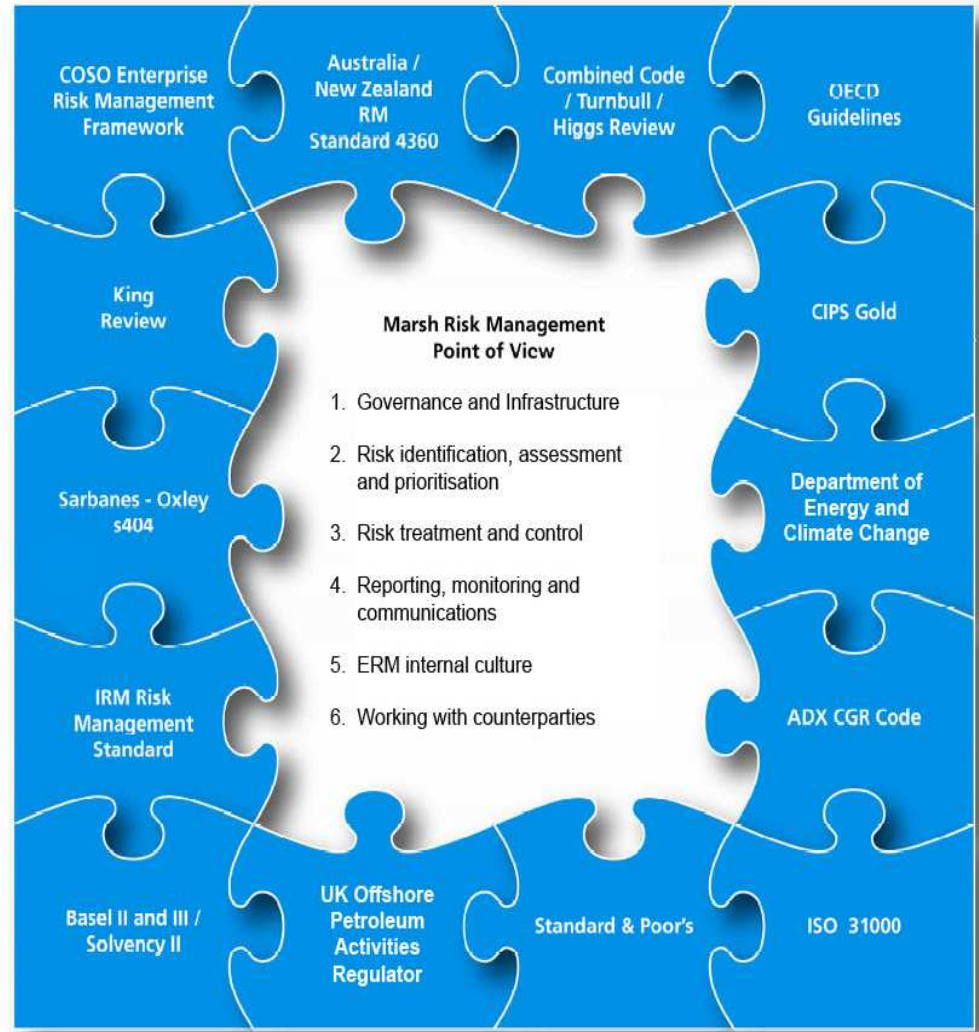 COSO Enterprise
Risk Management
Framework
Australia /
New Zealand
RM
Standard 4360
Combined Code
/ Turnbull /
Higgs Review
OECD
Guidelines
King
Review
CIPS Gold
Marsh Risk Management
Point of View
1. Governance and Infrastructure
2. Risk identification, assessment
and prioritisation
3. Risk treatment and control
4. Reporting, monitoring and
communications
5. ERM internal culture
6. Working with counterparties
Sarbanes - Oxley
s404
Department of
Energy and
Climate Change
IRM Risk
Management
Standard
ADX CGR Code
Basel II and III /
Solvency II
UK Offshore
Petroleum
Activities
Regulator
Standard & Poor's
ISO 31000